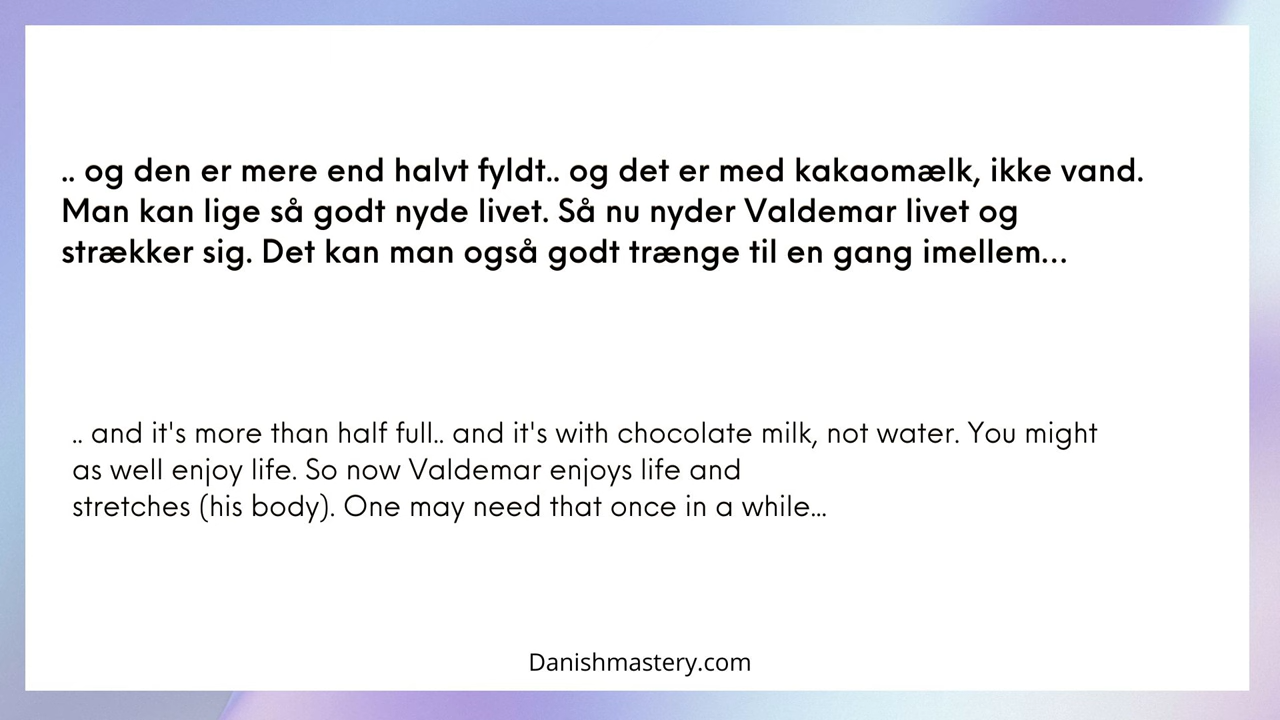 .. og den er mere end halvt fyldt.. og det er med kakaomælk, ikke vand.
Man kan lige så godt nyde livet. Så nu nyder Valdemar livet og
strækker sig. Det kan man også godt trænge til en gang imellem...
.. and it's more than half full.. and it's with chocolate milk, not water. You might
as well enjoy life. So now Valdemar enjoys life and
stretches (his body). One may need that once in a while...
Danishmastery.com